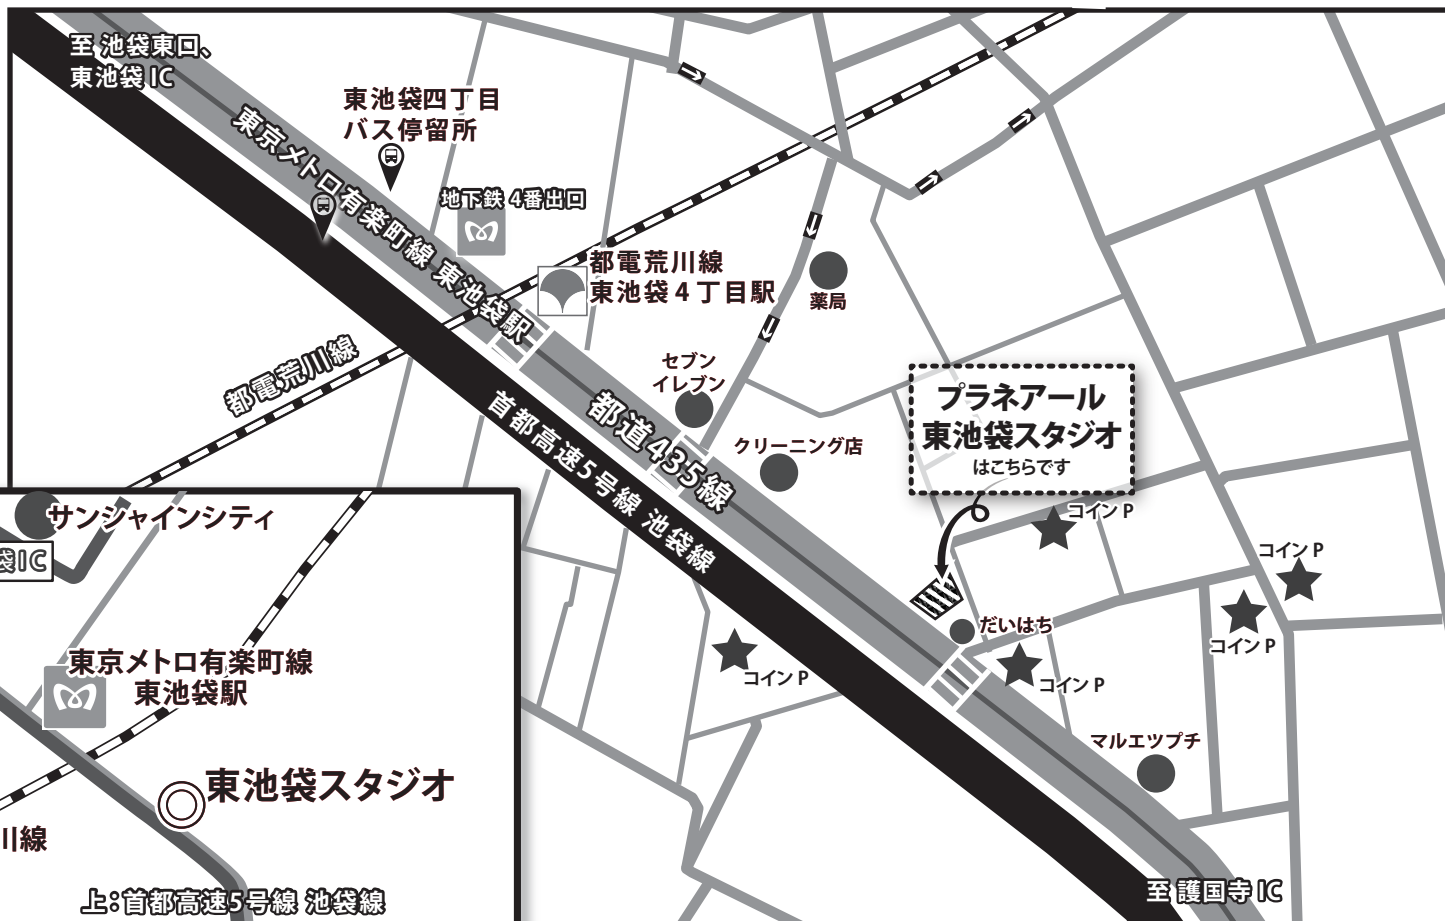 至 池袋東口、
東池袋 IC
東池袋四丁目
バス停留所
東京メトロ有楽町線 東池袋駅
地下鉄 4番出口
都電荒川線
東池袋 4 丁目駅
薬局
都電荒川線
セブン
イレブン
首都高速5号線 池袋線
都道435線
クリーニング店
プラネアール
東池袋スタジオ
はこちらです
コイン P
コイン P
コイン P
だいはち
コイン P
コイン P
マルエツプチ
至 護国寺 IC
サンシャインシティ
袋IC
東京メトロ有楽町線
東池袋駅
東池袋スタジオ
川線
上：首都高速5号線 池袋線